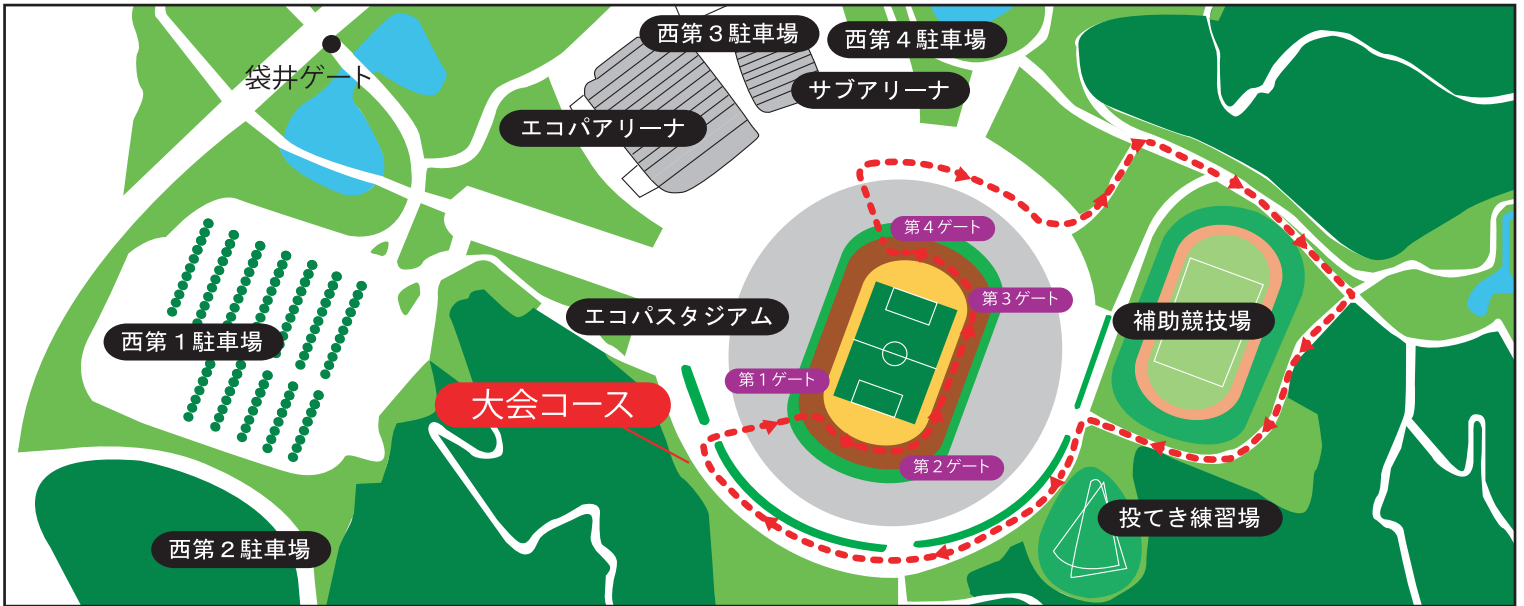 西第３駐車場
西第４駐車場
袋井ゲート
サブアリーナ
エコパアリーナ
第４ゲート
第３ゲート
エコパスタジアム
補助競技場
西第１駐車場
第１ゲート
大会コース
第２ゲート
投てき練習場
西第２駐車場